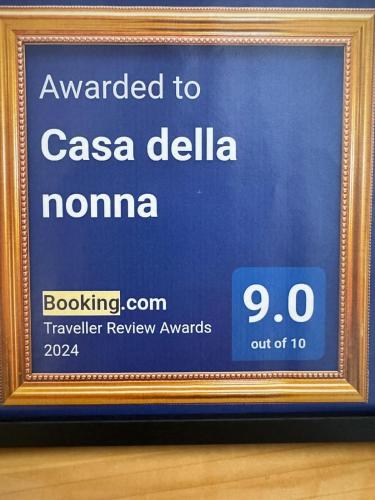 Awarded to
Casa della
nonna
Booking.com
Traveller Review Awards
2024
9.0
out of 10